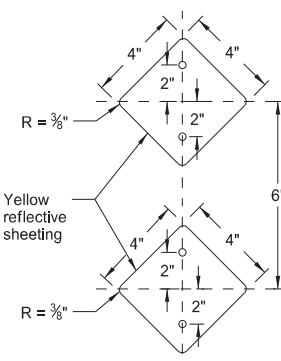 4"
4"
2"
2"
R = ⅜"
Yellow
reflective
sheeting
6"
4"
4"
2"
2"
R = ⅜"